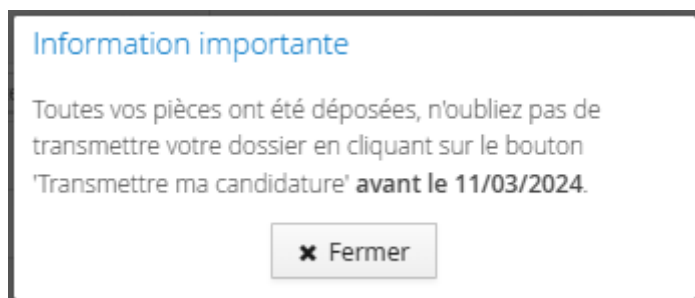 Information importante
Toutes vos pièces ont été déposées, n'oubliez pas de
transmettre votre dossier en cliquant sur le bouton
'Transmettre ma candidature' avant le 11/03/2024.
✖ Fermer